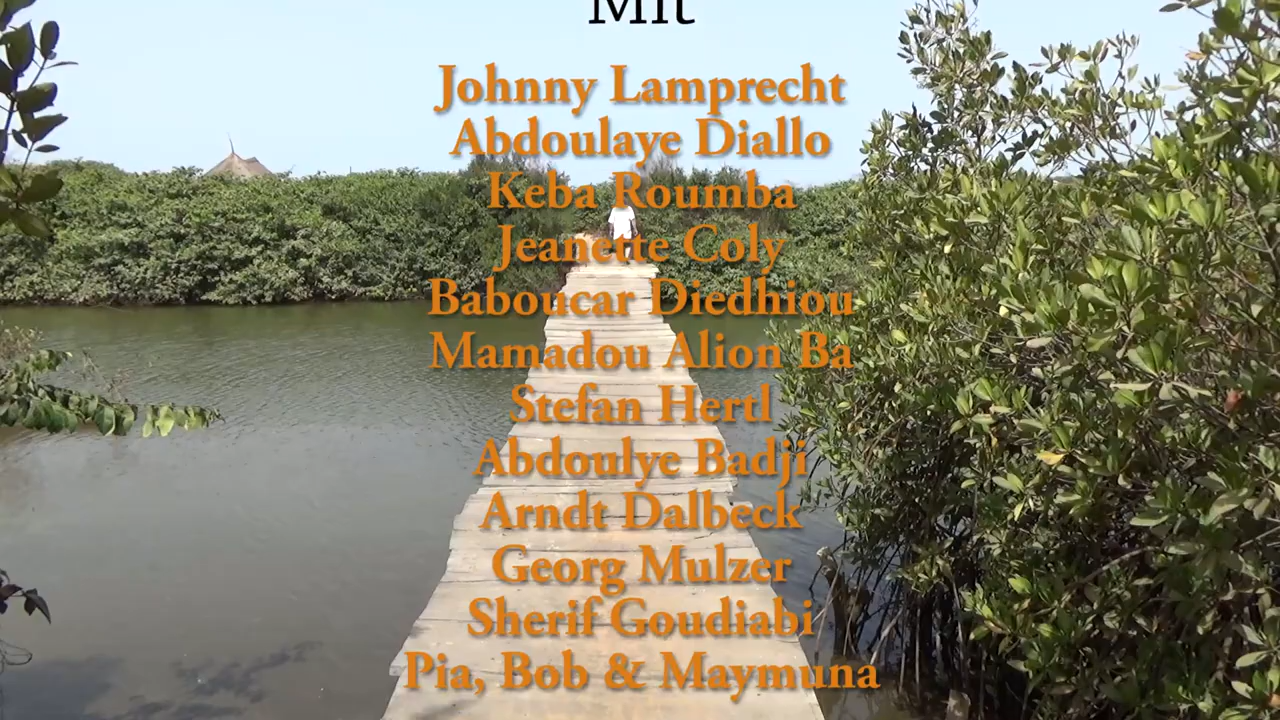 Mit
Johnny Lamprecht
Abdoulaye Diallo
Keba Roumba
Jeanette Coly
Baboucar Diedhiou
Mamadou Alion Ba
Stefan Hertl
Abdoulye Badji
Arndt Dalbeck
Georg Mulzer
Sherif Goudiabi
Pia, Bob & Maymuna